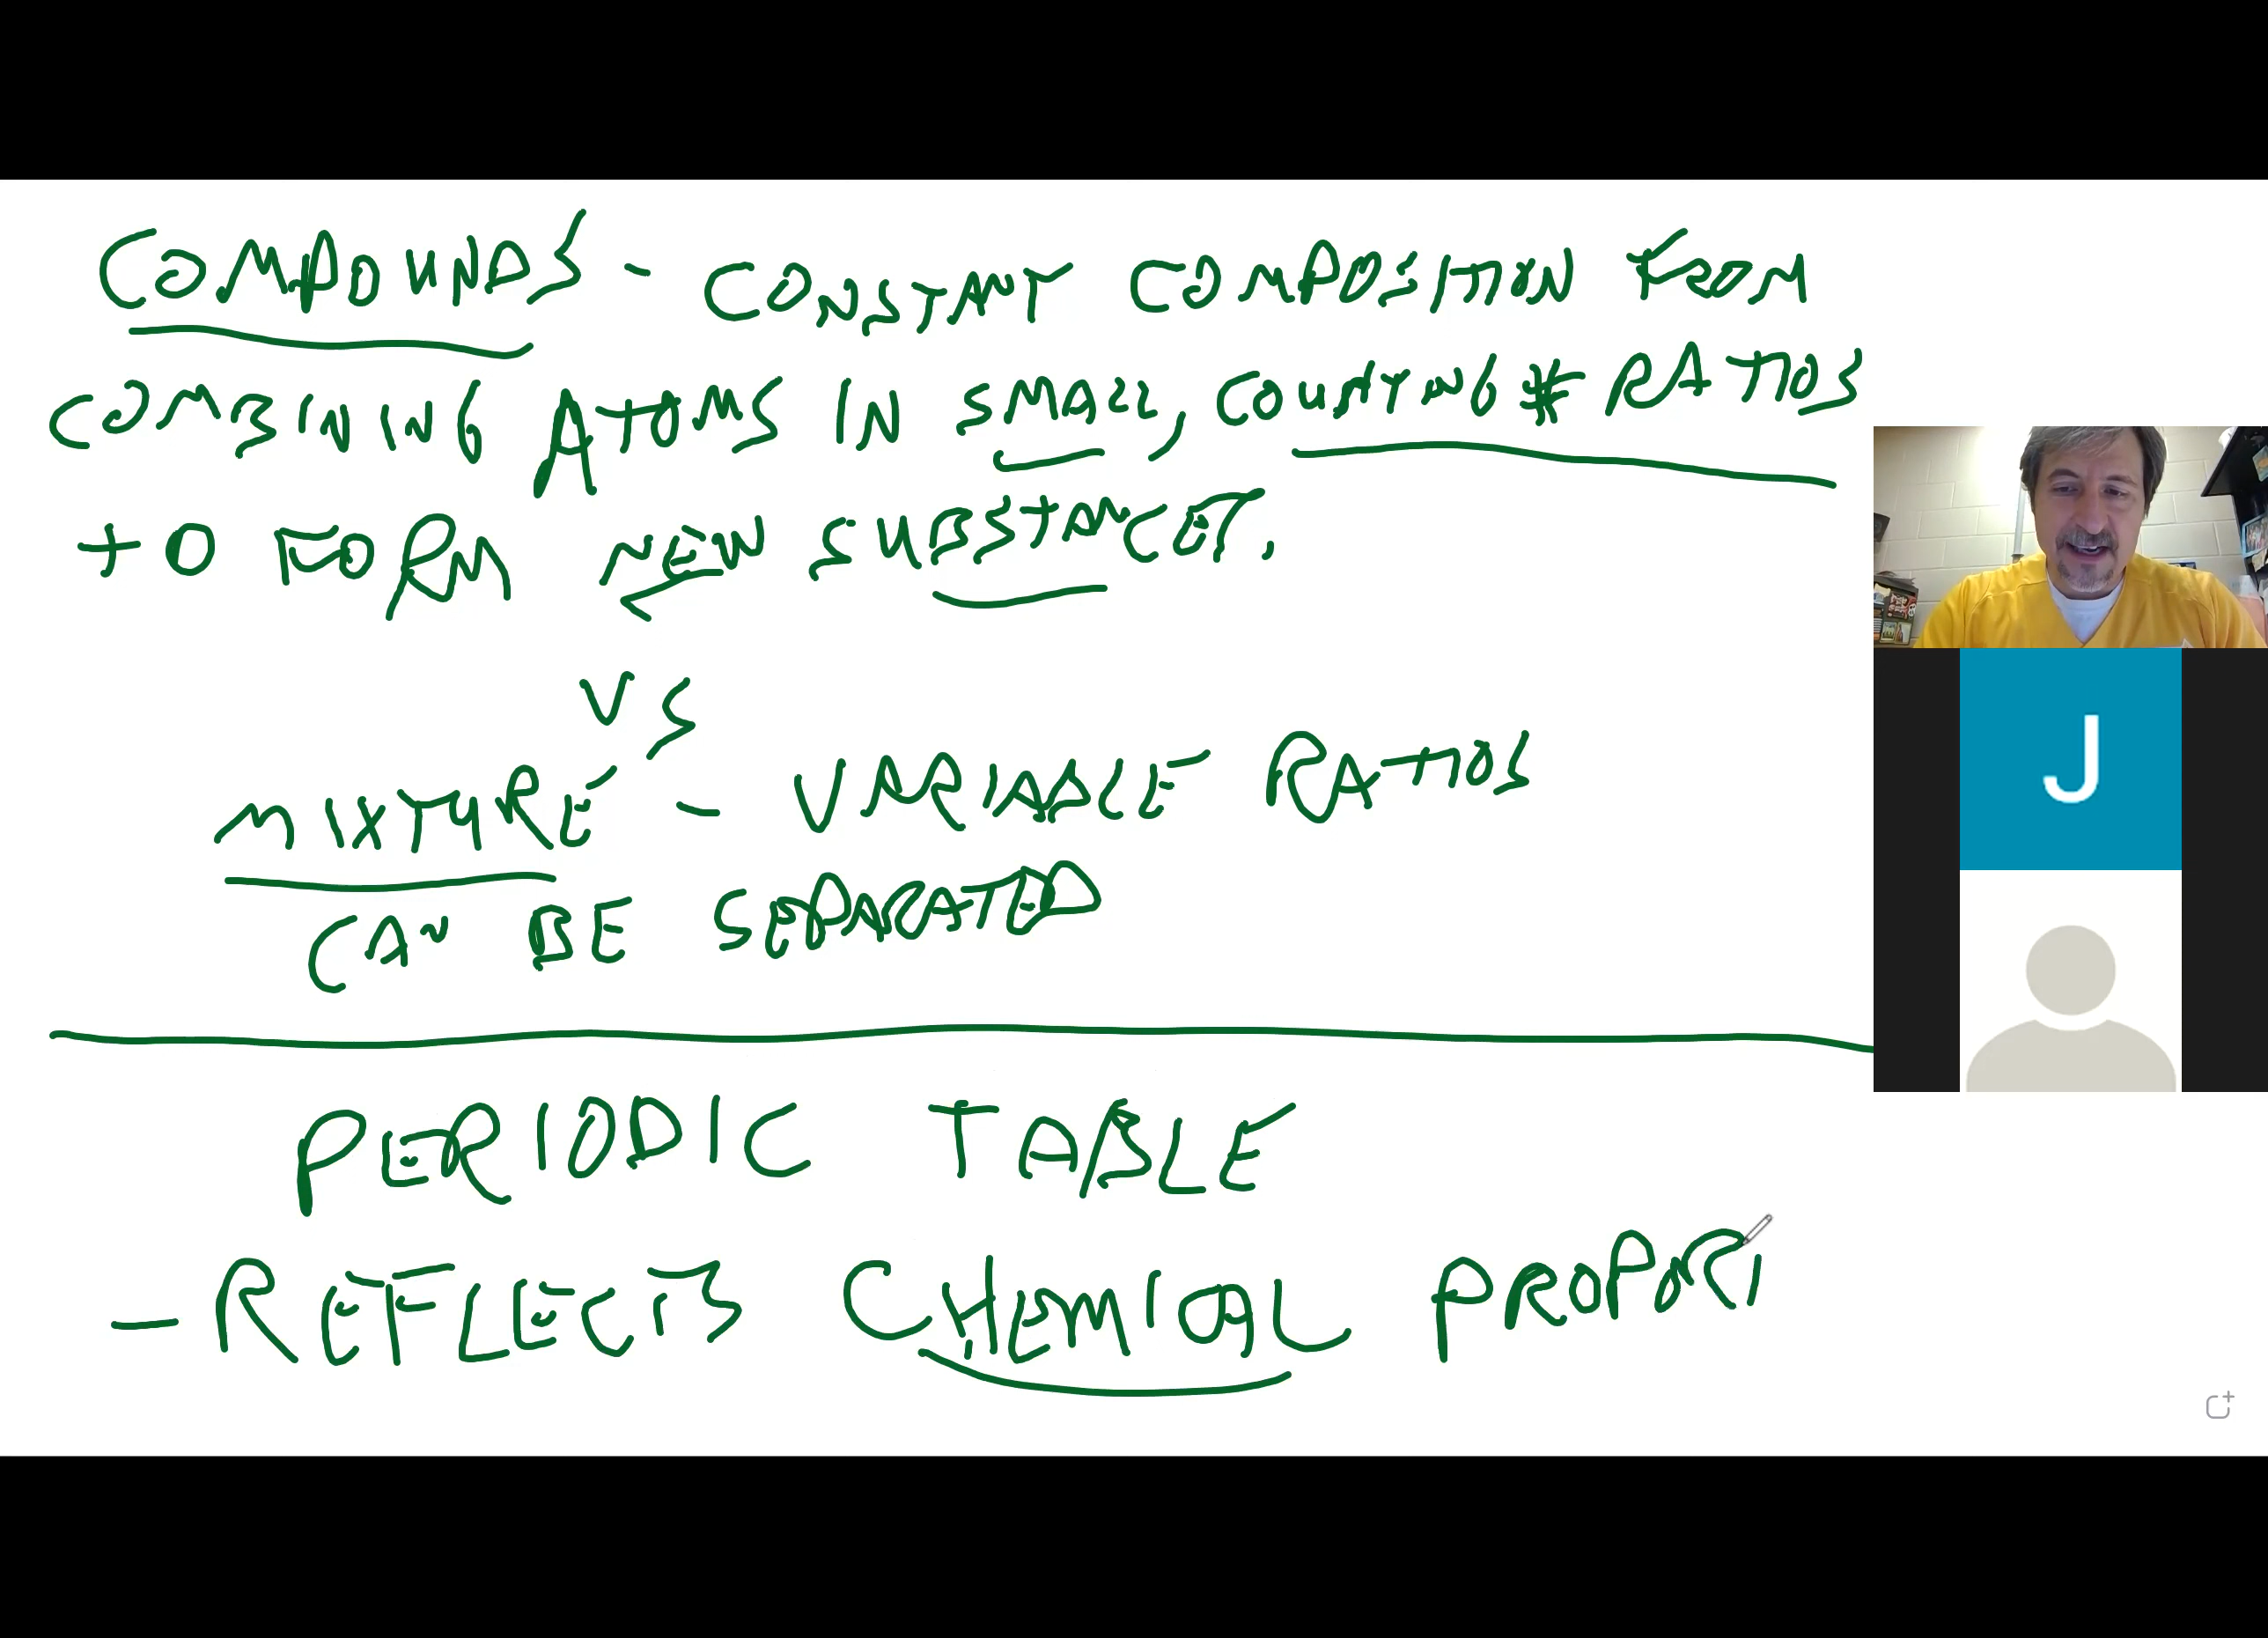 COMPOUNDS - CONSTANT COMPOSITION FROM
COMBINING ATOMS IN SMALL, COUNTING # RATIOS
TO FORM NEW SUBSTANCE.
VS
MIXTURE - VARIABLE RATIOS
CAN BE SEPARATED
PERIODIC TABLE
- REFLECTS CHEMICAL
J